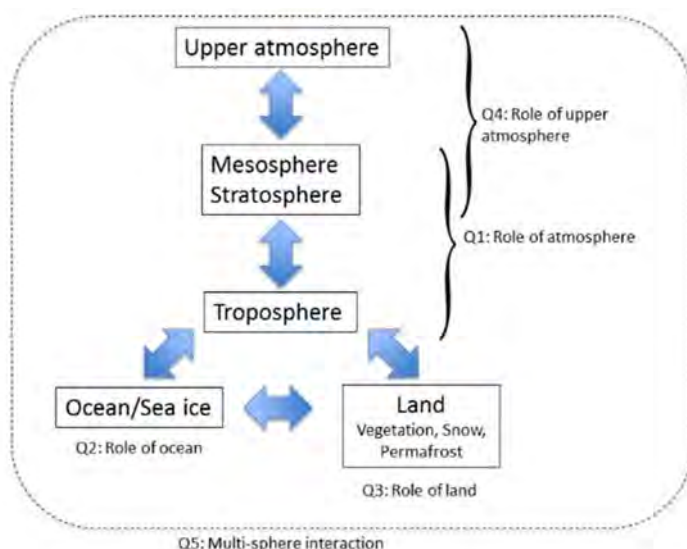 Upper atmosphere
Q4: Role of upper
atmosphere
Mesosphere
Stratosphere
Q1: Role of atmosphere
Troposphere
Ocean/Sea ice
Q2: Role of ocean
Land
Vegetation, Snow,
Permafrost
Q3: Role of land
Q5: Multi-sphere interaction